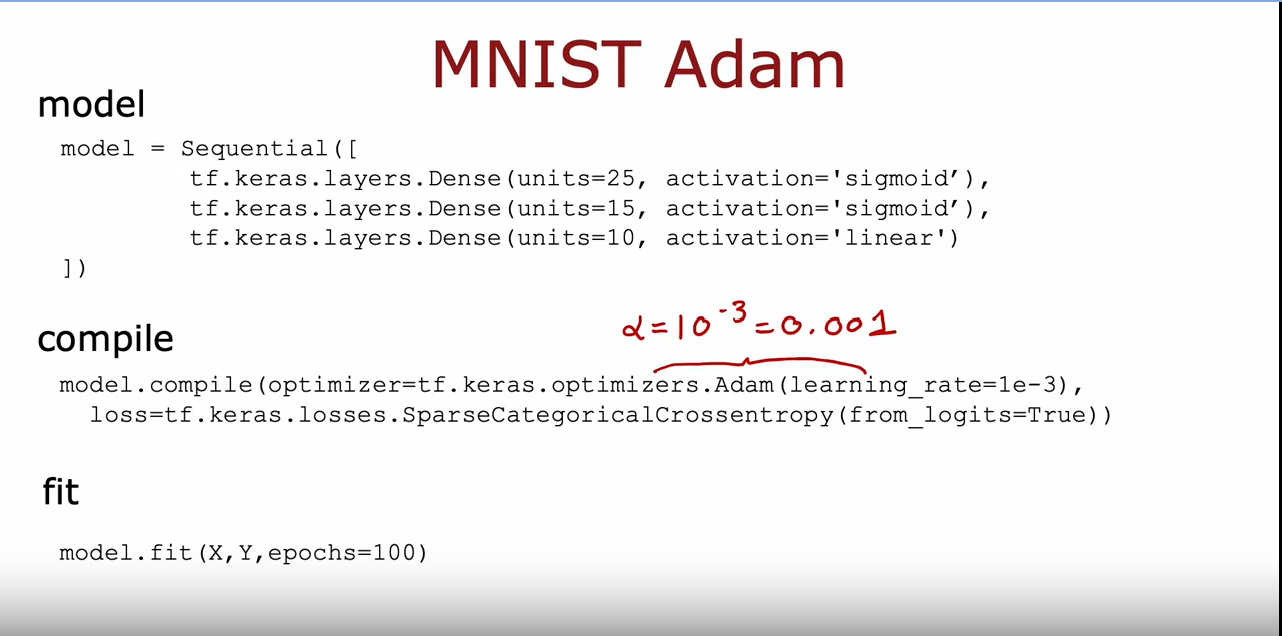 MNIST Adam
model
model = Sequential([
tf.keras.layers.Dense(units=25, activation='sigmoid’),
tf.keras.layers.Dense(units=15, activation='sigmoid’),
tf.keras.layers.Dense(units=10, activation='linear')
])
α=10⁻³=0.001
compile
model.compile(optimizer=tf.keras.optimizers.Adam(learning_rate=1e-3),
loss=tf.keras.losses.SparseCategoricalCrossentropy(from_logits=True))
fit
model.fit(X,Y,epochs=100)